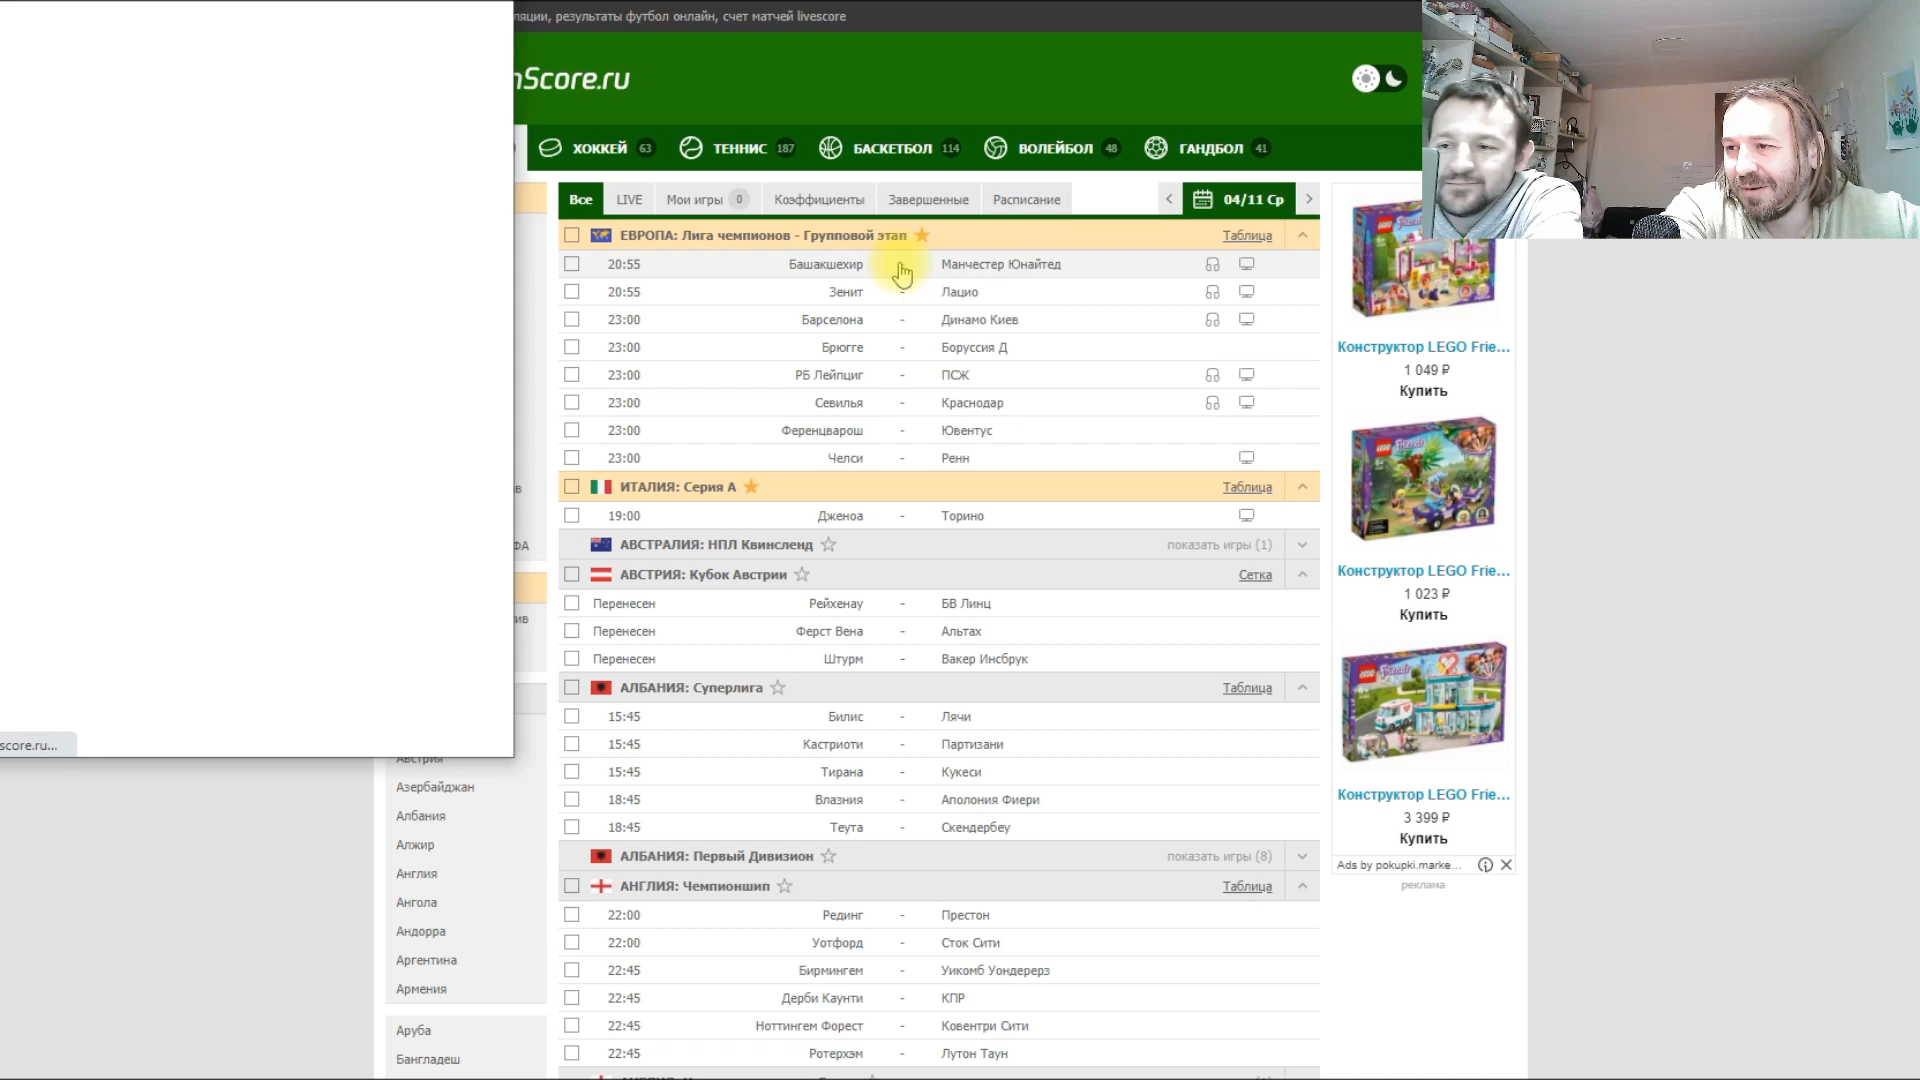 ляции, результаты футбол онлайн, счет матчей livescore
nScore.ru
ХОККЕЙ 63 ТЕННИС 187 БАСКЕТБОЛ 114 ВОЛЕЙБОЛ 48 ГАНДБОЛ 41
Все LIVE Мои игры 0 Коэффициенты Завершенные Расписание 04/11 Ср
ЕВРОПА: Лига чемпионов - Групповой этап Таблица
20:55 Башакшехир - Манчестер Юнайтед
20:55 Зенит - Лацио
23:00 Барселона - Динамо Киев
23:00 Брюгге - Боруссия Д
23:00 РБ Лейпциг - ПСЖ
23:00 Севилья - Краснодар
23:00 Ференцварош - Ювентус
23:00 Челси - Ренн
ИТАЛИЯ: Серия А Таблица
19:00 Дженоа - Торино
АВСТРАЛИЯ: НПЛ Квинсленд показать игры (1)
АВСТРИЯ: Кубок Австрии Сетка
Перенесен Рейхенау - БВ Линц
Перенесен Ферст Вена - Альтах
Перенесен Штурм - Вакер Инсбрук
АЛБАНИЯ: Суперлига Таблица
15:45 Билис - Лячи
15:45 Кастриоти - Партизани
15:45 Тирана - Кукеси
18:45 Влазния - Аполония Фиери
18:45 Теута - Скендербеу
АЛБАНИЯ: Первый Дивизион показать игры (8)
АНГЛИЯ: Чемпионшип Таблица
22:00 Рединг - Престон
22:00 Уотфорд - Сток Сити
22:45 Бирмингем - Уикомб Уондерерз
22:45 Дерби Каунти - КПР
22:45 Ноттингем Форест - Ковентри Сити
22:45 Ротерхэм - Лутон Таун
в
ФА
ив
score.ru...
Австрия
Азербайджан
Албания
Алжир
Англия
Ангола
Андорра
Аргентина
Армения
Аруба
Бангладеш
Конструктор LEGO Frie...
1 049 ₽
Купить
Конструктор LEGO Frie...
1 023 ₽
Купить
Конструктор LEGO Frie...
3 399 ₽
Купить
Ads by pokupki.marke...
реклама